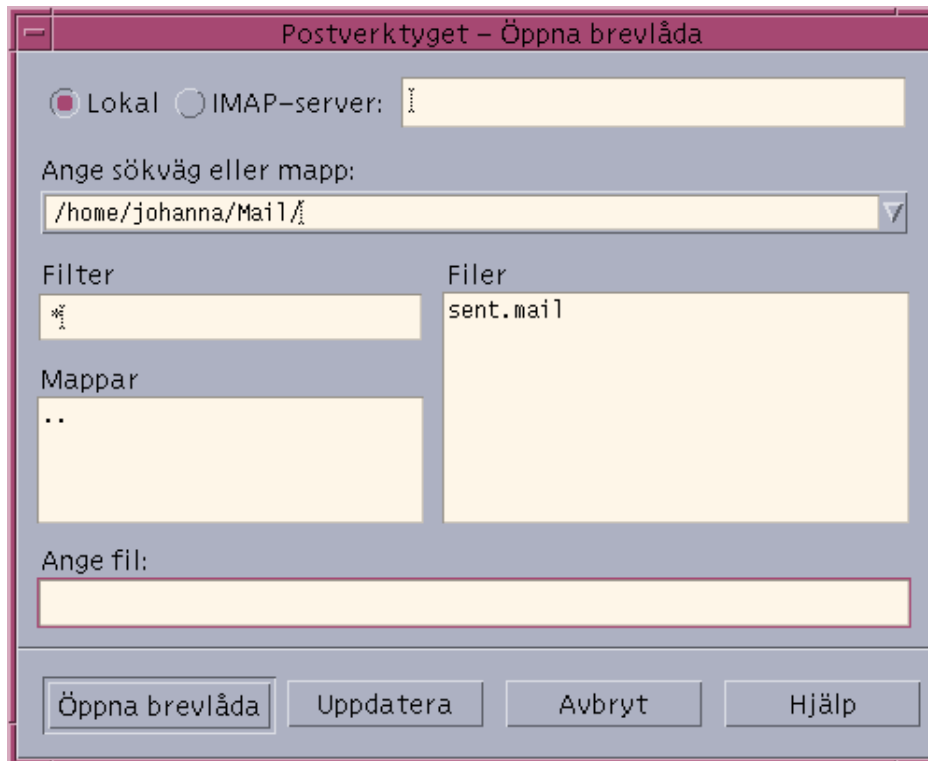 Postverktyget – Öppna brevlåda
Lokal IMAP–server:
Ange sökväg eller mapp:
/home/johanna/Mail/
Filter
*
Filer
sent.mail
Mappar
..
Ange fil:
Öppna brevlåda Uppdatera Avbryt Hjälp